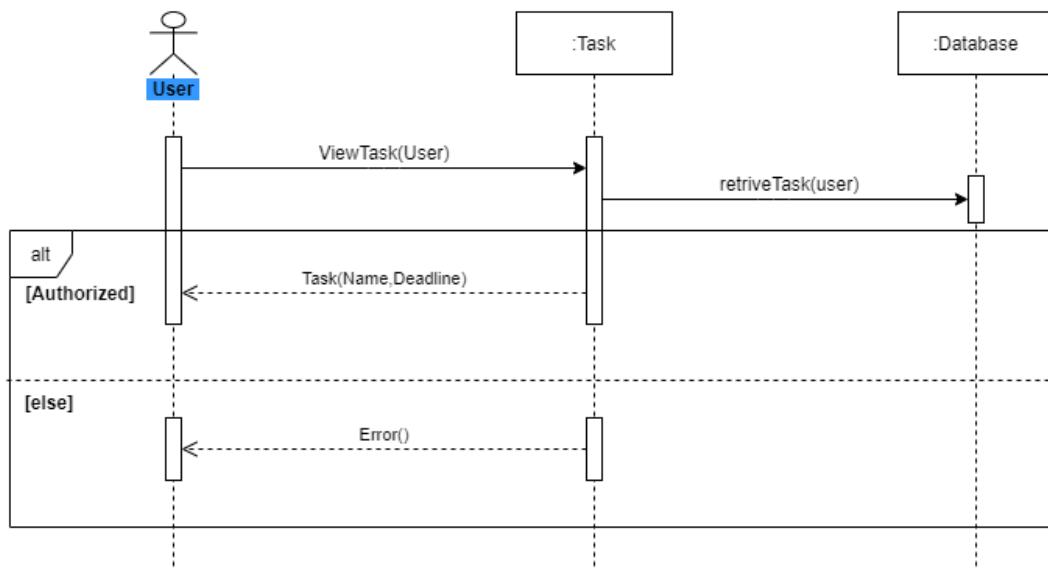 User
:Task
:Database
ViewTask(User)
retriveTask(user)
alt
[Authorized]
Task(Name,Deadline)
[else]
Error()